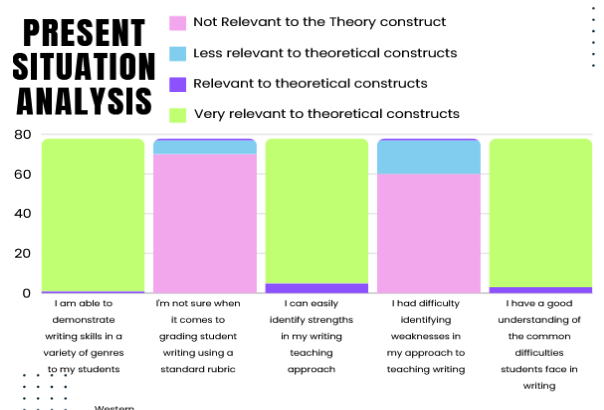 PRESENT
SITUATION
ANALYSIS
Not Relevant to the Theory construct
Less relevant to theoretical constructs
Relevant to theoretical constructs
Very relevant to theoretical constructs
80
60
40
20
0
I am able to
demonstrate
writing skills in a
variety of genres
to my students
I'm not sure when
it comes to
grading student
writing using a
standard rubric
I can easily
identify strengths
in my writing
teaching
approach
I had difficulty
identifying
weaknesses in
my approach to
teaching writing
I have a good
understanding of
the common
difficulties
students face in
writing
Western